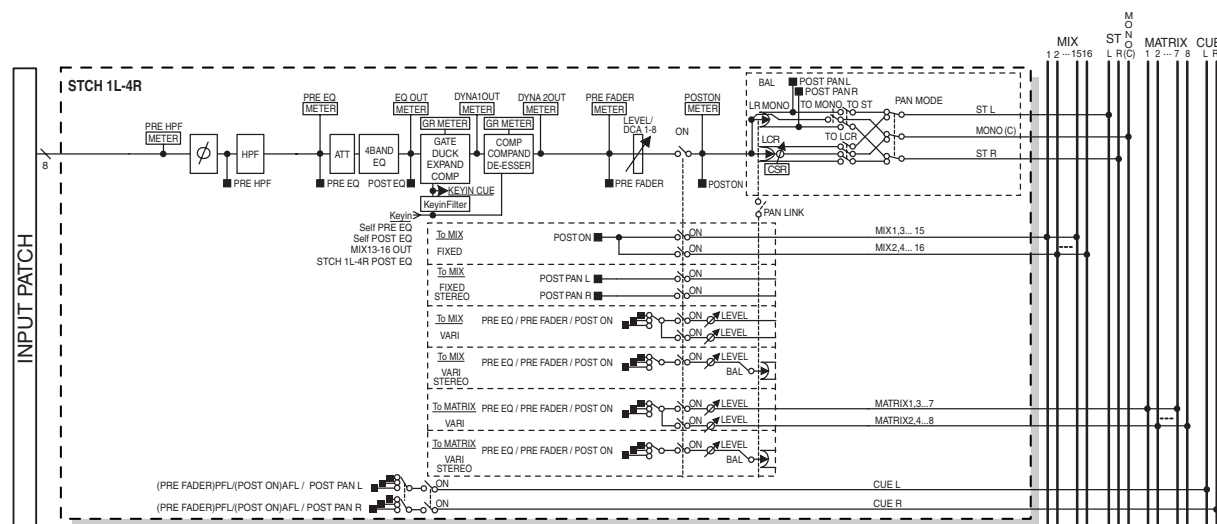 MIX
ST
MONO(C)
MATRIX
CUE
1 2 ··· 15 16
L R
1 2 ··· 7 8
L R
INPUT PATCH
8
STCH 1L-4R
PRE HPF
METER
Ø
HPF
PRE HPF
PRE EQ
METER
ATT
PRE EQ
4BAND
EQ
EQ OUT
METER
POST EQ
DYNA1OUT
METER
GR METER
GATE
DUCK
EXPAND
COMP
KEYIN CUE
KeyinFilter
DYNA 2OUT
METER
GR METER
COMP
COMPAND
DE-ESSER
PRE FADER
METER
LEVEL/
DCA 1-8
PRE FADER
ON
POSTON
METER
POSTON
BAL
POST PAN L
POST PAN R
LR MONO
TO MONO
TO ST
PAN MODE
LCR
TO LCR
CSR
ST L
MONO (C)
ST R
PAN LINK
Keyin
Self PRE EQ
Self POST EQ
MIX13-16 OUT
STCH 1L-4R POST EQ
To MIX
FIXED
POST ON
ON
ON
MIX1,3... 15
MIX2,4... 16
To MIX
FIXED
STEREO
POST PAN L
POST PAN R
ON
ON
To MIX
VARI
PRE EQ / PRE FADER / POST ON
ON
LEVEL
ON
LEVEL
To MIX
VARI
STEREO
PRE EQ / PRE FADER / POST ON
ON
LEVEL
BAL
To MATRIX
VARI
PRE EQ / PRE FADER / POST ON
ON
LEVEL
ON
LEVEL
MATRIX1,3...7
MATRIX2,4...8
To MATRIX
VARI
STEREO
PRE EQ / PRE FADER / POST ON
ON
LEVEL
BAL
(PRE FADER)PFL/(POST ON)AFL / POST PAN L
ON
CUE L
(PRE FADER)PFL/(POST ON)AFL / POST PAN R
ON
CUE R